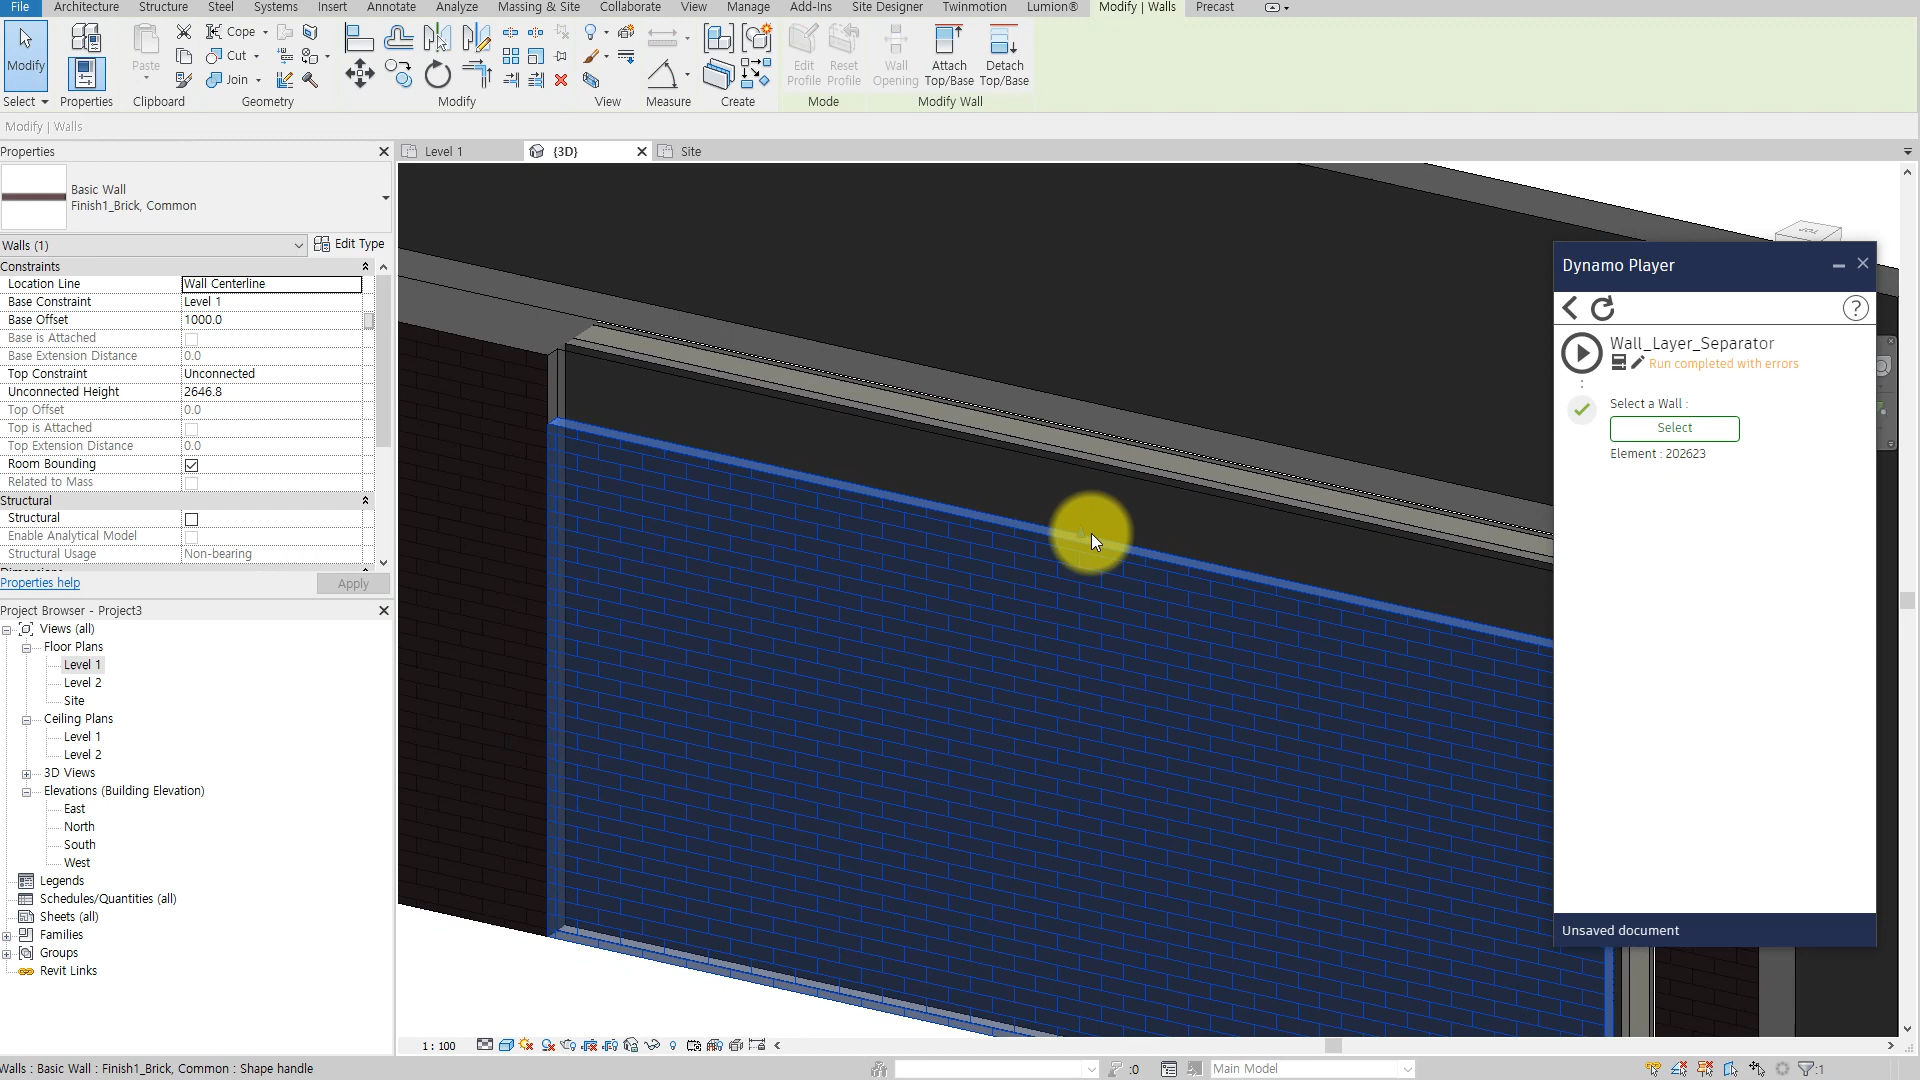 File Architecture Structure Steel Systems Insert Annotate Analyze Massing & Site Collaborate View Manage Add-Ins Site Designer Twinmotion Lumion® Modify | Walls Precast
Modify
Select
Properties
Paste
Clipboard
Cope
Cut
Join
Geometry
Modify
View
Measure
Create
Edit
Profile
Reset
Profile
Mode
Wall
Opening
Attach
Top/Base
Detach
Top/Base
Modify Wall
Modify | Walls
Properties
Level 1
{3D}
Site
Basic Wall
Finish1_Brick, Common
Walls (1)
Edit Type
Constraints
Location Line Wall Centerline
Base Constraint Level 1
Base Offset 1000.0
Base is Attached
Base Extension Distance 0.0
Top Constraint Unconnected
Unconnected Height 2646.8
Top Offset 0.0
Top is Attached
Top Extension Distance 0.0
Room Bounding
Related to Mass
Structural
Structural
Enable Analytical Model
Structural Usage Non-bearing
Properties help
Apply
Project Browser - Project3
Views (all)
Floor Plans
Level 1
Level 2
Site
Ceiling Plans
Level 1
Level 2
3D Views
Elevations (Building Elevation)
East
North
South
West
Legends
Schedules/Quantities (all)
Sheets (all)
Families
Groups
Revit Links
Dynamo Player
Wall_Layer_Separator
Run completed with errors
Select a Wall :
Select
Element : 202623
Unsaved document
1 : 100
Walls : Basic Wall : Finish1_Brick, Common : Shape handle
:0
Main Model
:1